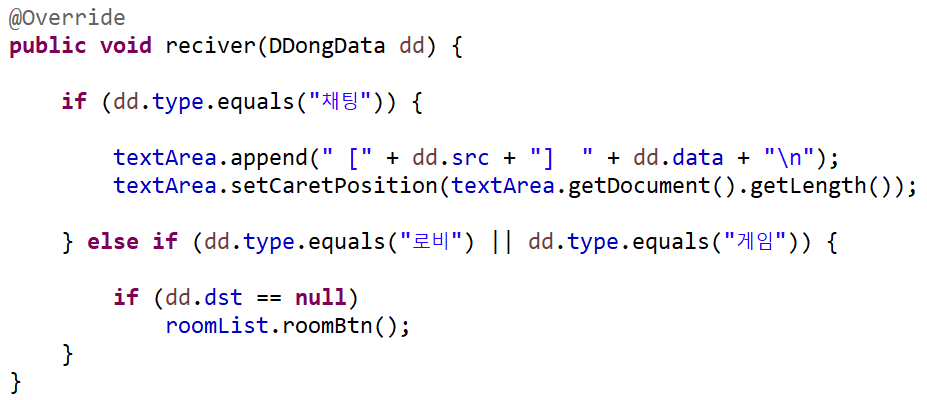 @Override
public void reciver(DDongData dd) {
if (dd.type.equals("채팅")) {
textArea.append(" [" + dd.src + "]  " + dd.data + "\n");
textArea.setCaretPosition(textArea.getDocument().getLength());
} else if (dd.type.equals("로비") || dd.type.equals("게임")) {
if (dd.dst == null)
roomList.roomBtn();
}
}